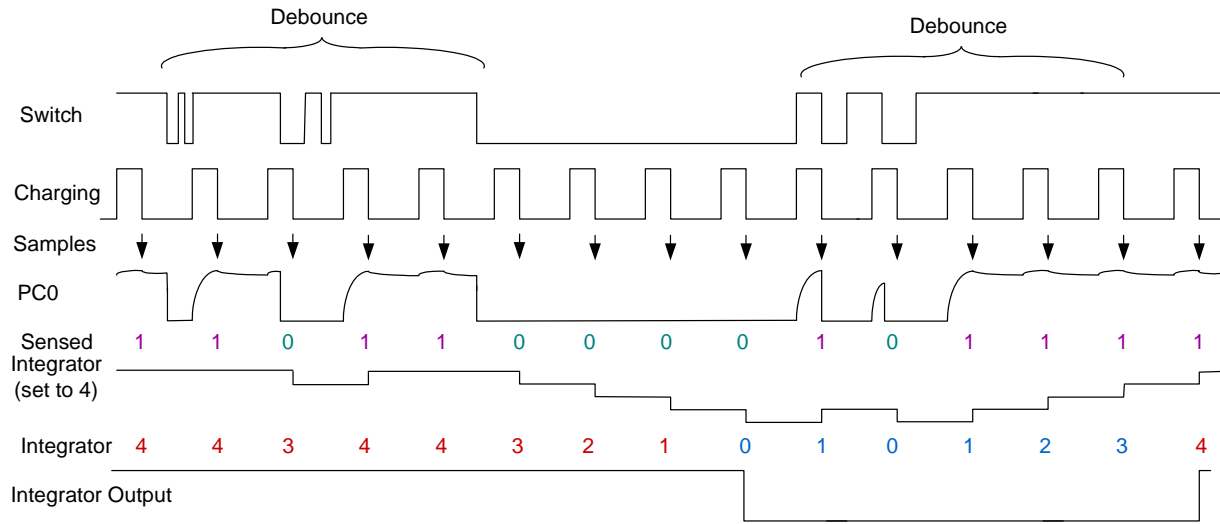 Debounce
Debounce
Switch
Charging
Samples
PC0
Sensed 1 1 0 1 1 0 0 0 0 1 0 1 1 1 1
Integrator
(set to 4)
Integrator 4 4 3 4 4 3 2 1 0 1 0 1 2 3 4
Integrator Output